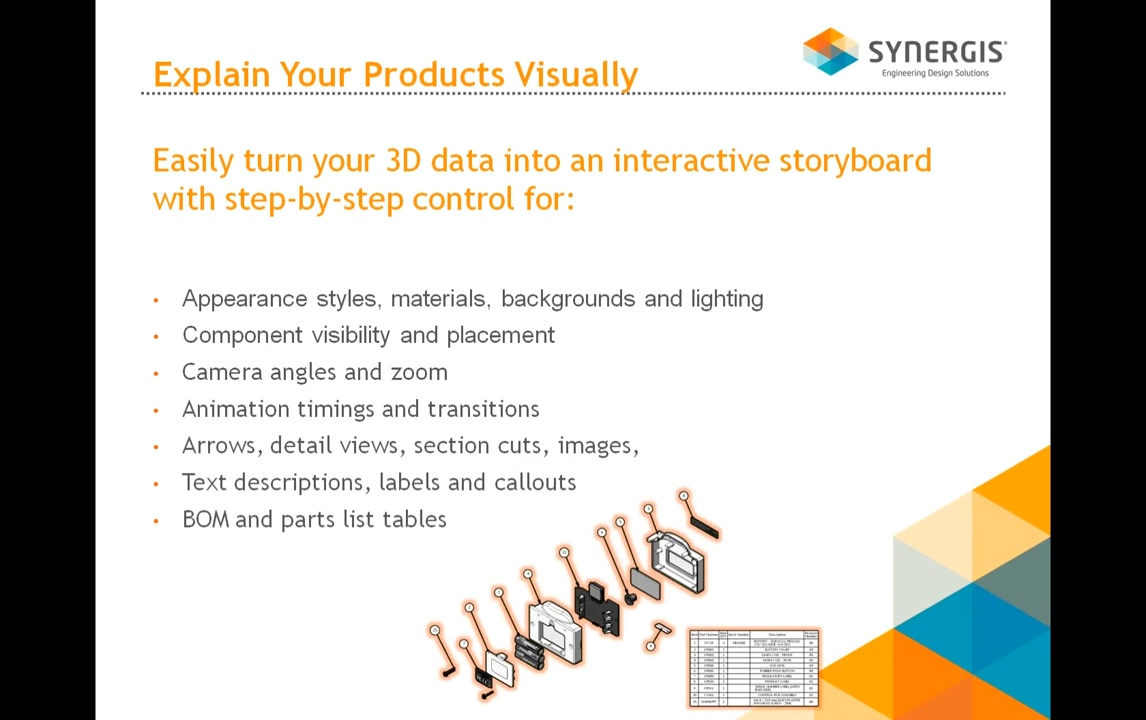 Explain Your Products Visually
SYNERGIS
Engineering Design Solutions
Easily turn your 3D data into an interactive storyboard
with step-by-step control for:
• Appearance styles, materials, backgrounds and lighting
• Component visibility and placement
• Camera angles and zoom
• Animation timings and transitions
• Arrows, detail views, section cuts, images,
• Text descriptions, labels and callouts
• BOM and parts list tables